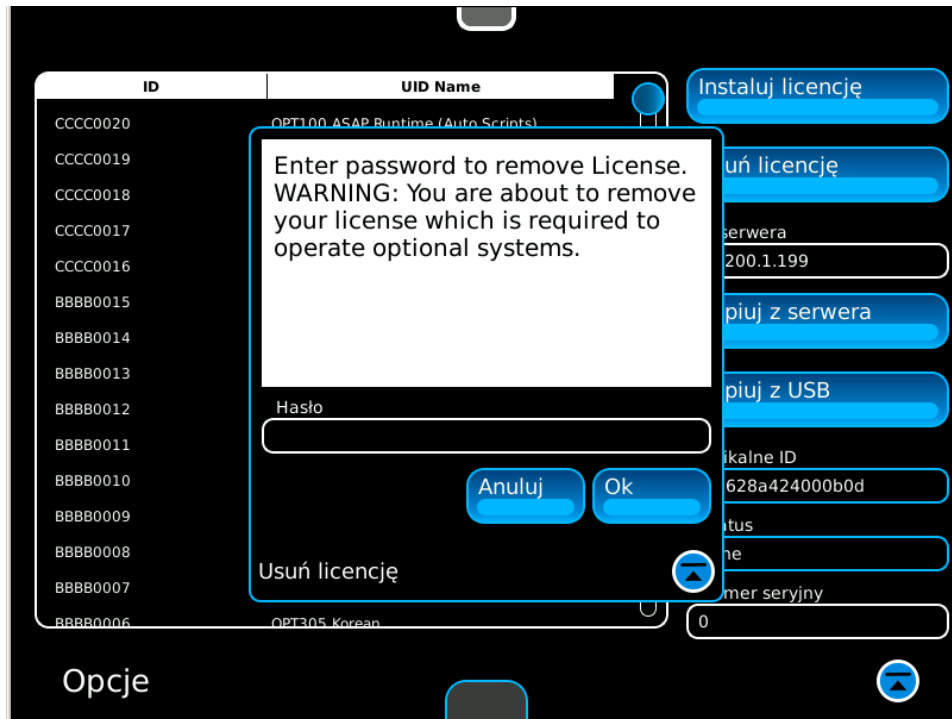 ID UID Name
Instaluj licencję
CCCC0020 OPT100 ASAP Runtime (Auto Scripts)
CCCC0019
CCCC0018
CCCC0017
CCCC0016
BBBB0015
BBBB0014
BBBB0013
BBBB0012
BBBB0011
BBBB0010
BBBB0009
BBBB0008
BBBB0007
BBBB0006 OPT305 Korean
Enter password to remove License.
WARNING: You are about to remove
your license which is required to
operate optional systems.
Hasło
Anuluj Ok
Usuń licencję
uń licencję
serwera
200.1.199
piuj z serwera
piuj z USB
ikalne ID
628a424000b0d
tus
ne
mer seryjny
0
Opcje